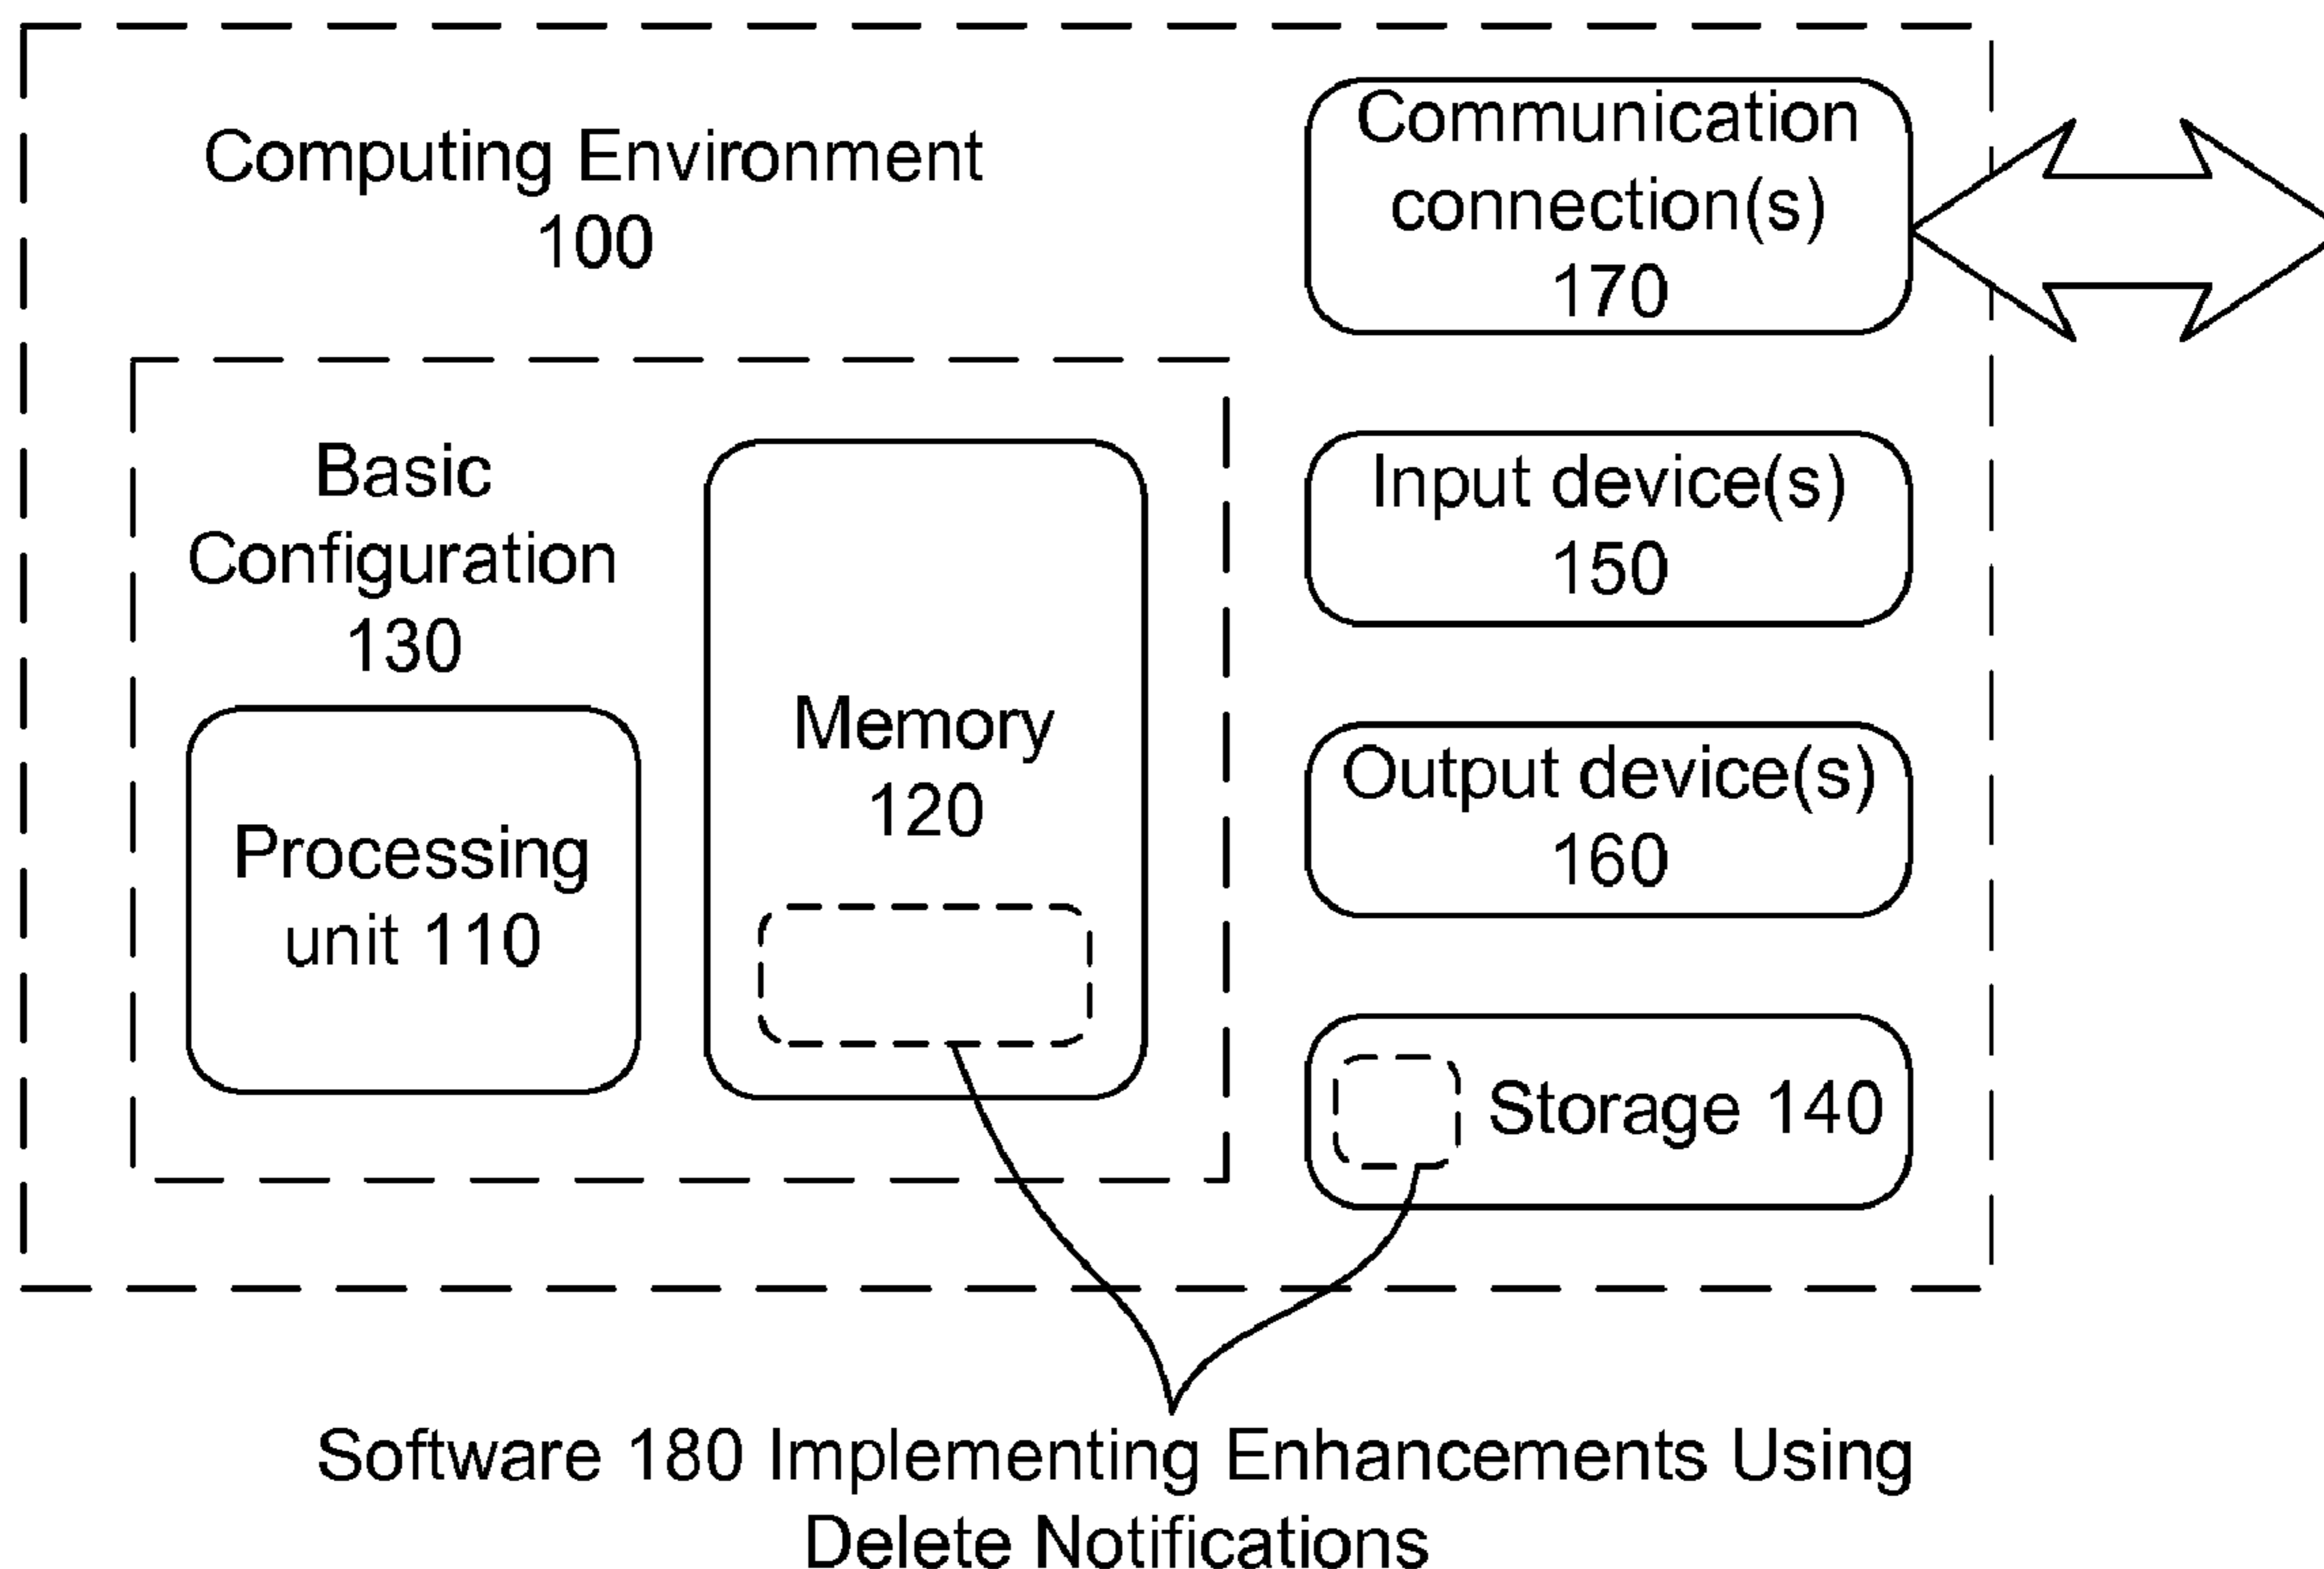 Computing Environment
100
Communication
connection(s)
170
Basic
Configuration
130
Processing
unit 110
Memory
120
Input device(s)
150
Output device(s)
160
Storage 140
Software 180 Implementing Enhancements Using
Delete Notifications